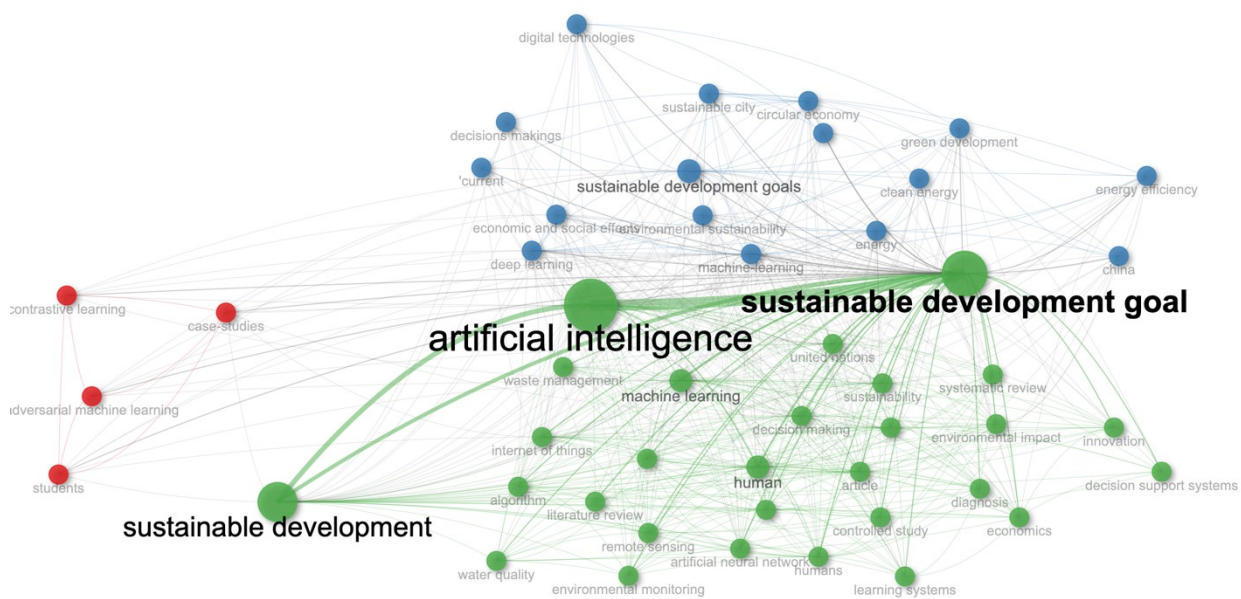 digital technologies
sustainable city
circular economy
decisions makings
green development
'current
sustainable development goals
clean energy
energy efficiency
economic and social effects
environmental sustainability
energy
deep learning
machine-learning
china
contrastive learning
sustainable development goal
case-studies
artificial intelligence
united nations
waste management
machine learning
sustainability
systematic review
adversarial machine learning
decision making
environmental impact
innovation
internet of things
human
article
students
algorithm
literature review
diagnosis
decision support systems
sustainable development
controlled study
economics
remote sensing
water quality
artificial neural network
humans
environmental monitoring
learning systems